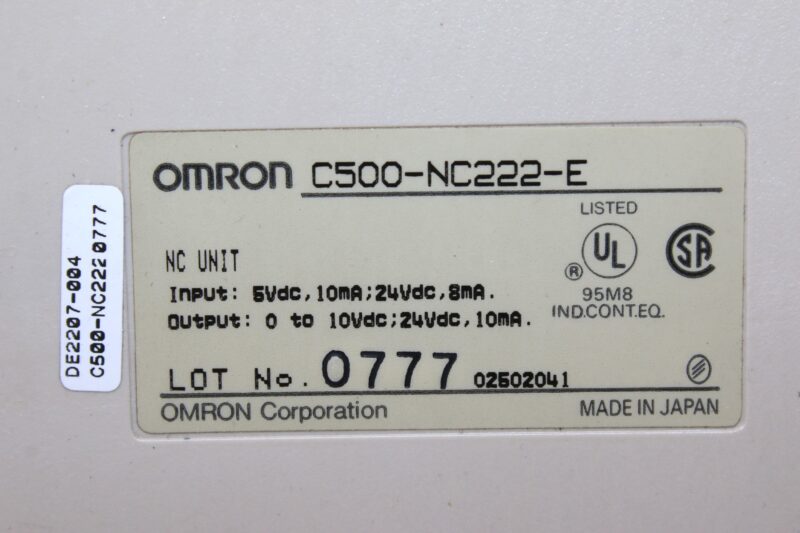 OMRON C500-NC222-E
LISTED
UL
®
SA
NC UNIT
95M8
IND.CONT.EQ.
Input: 5Vdc,10mA;24Vdc,8mA.
Output: 0 to 10Vdc;24Vdc,10mA.
LOT No. 0777 02502041
OMRON Corporation
MADE IN JAPAN
DE2207-004
C500-NC222 0777